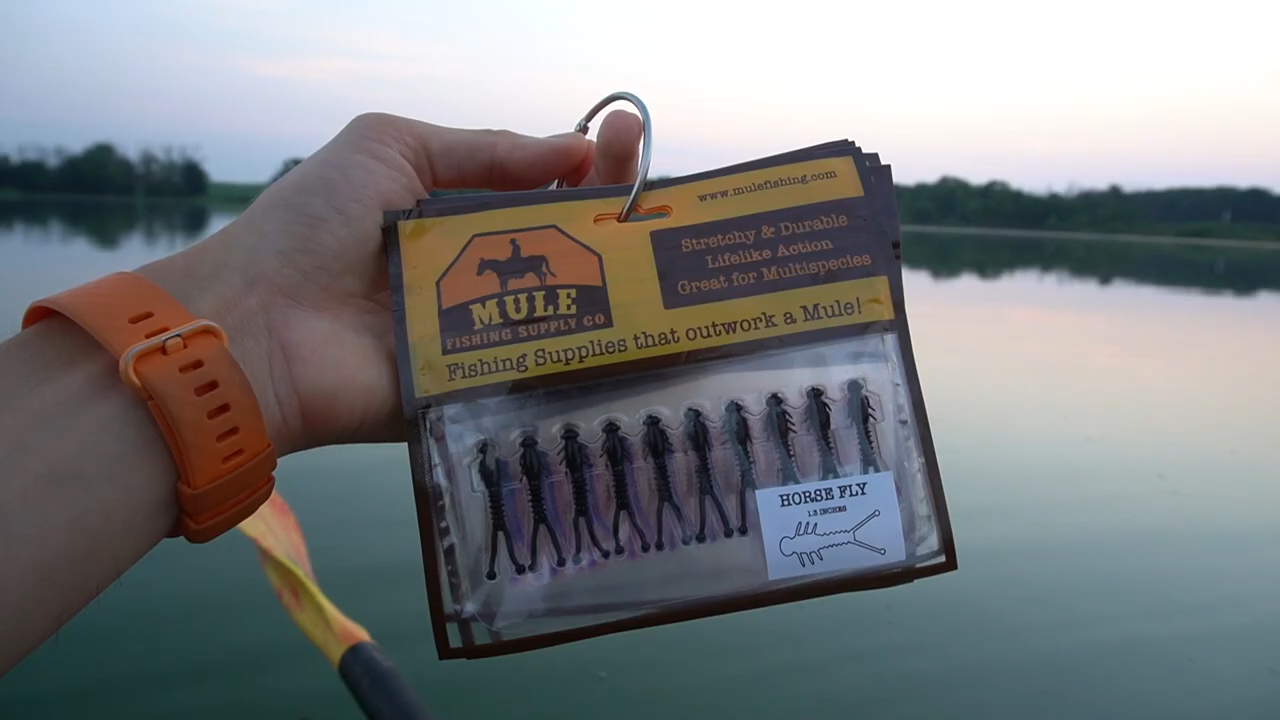 www.mulefishing.com
MULE
FISHING SUPPLY CO.
Stretchy & Durable
Lifelike Action
Great for Multispecies
Fishing Supplies that outwork a Mule!
HORSE FLY
1.5 INCHES